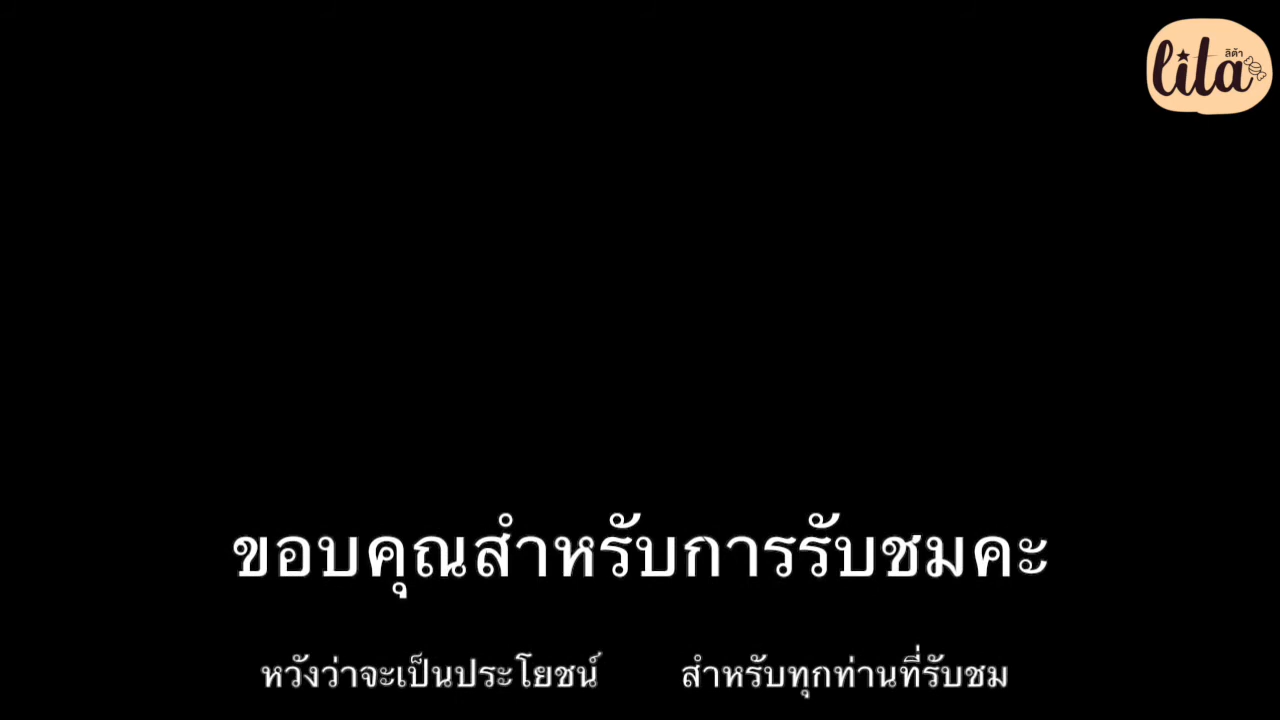 lita
ลิต้า
ขอบคุณสำหรับการรับชมคะ
หวังว่าจะเป็นประโยชน์ สำหรับทุกท่านที่รับชม